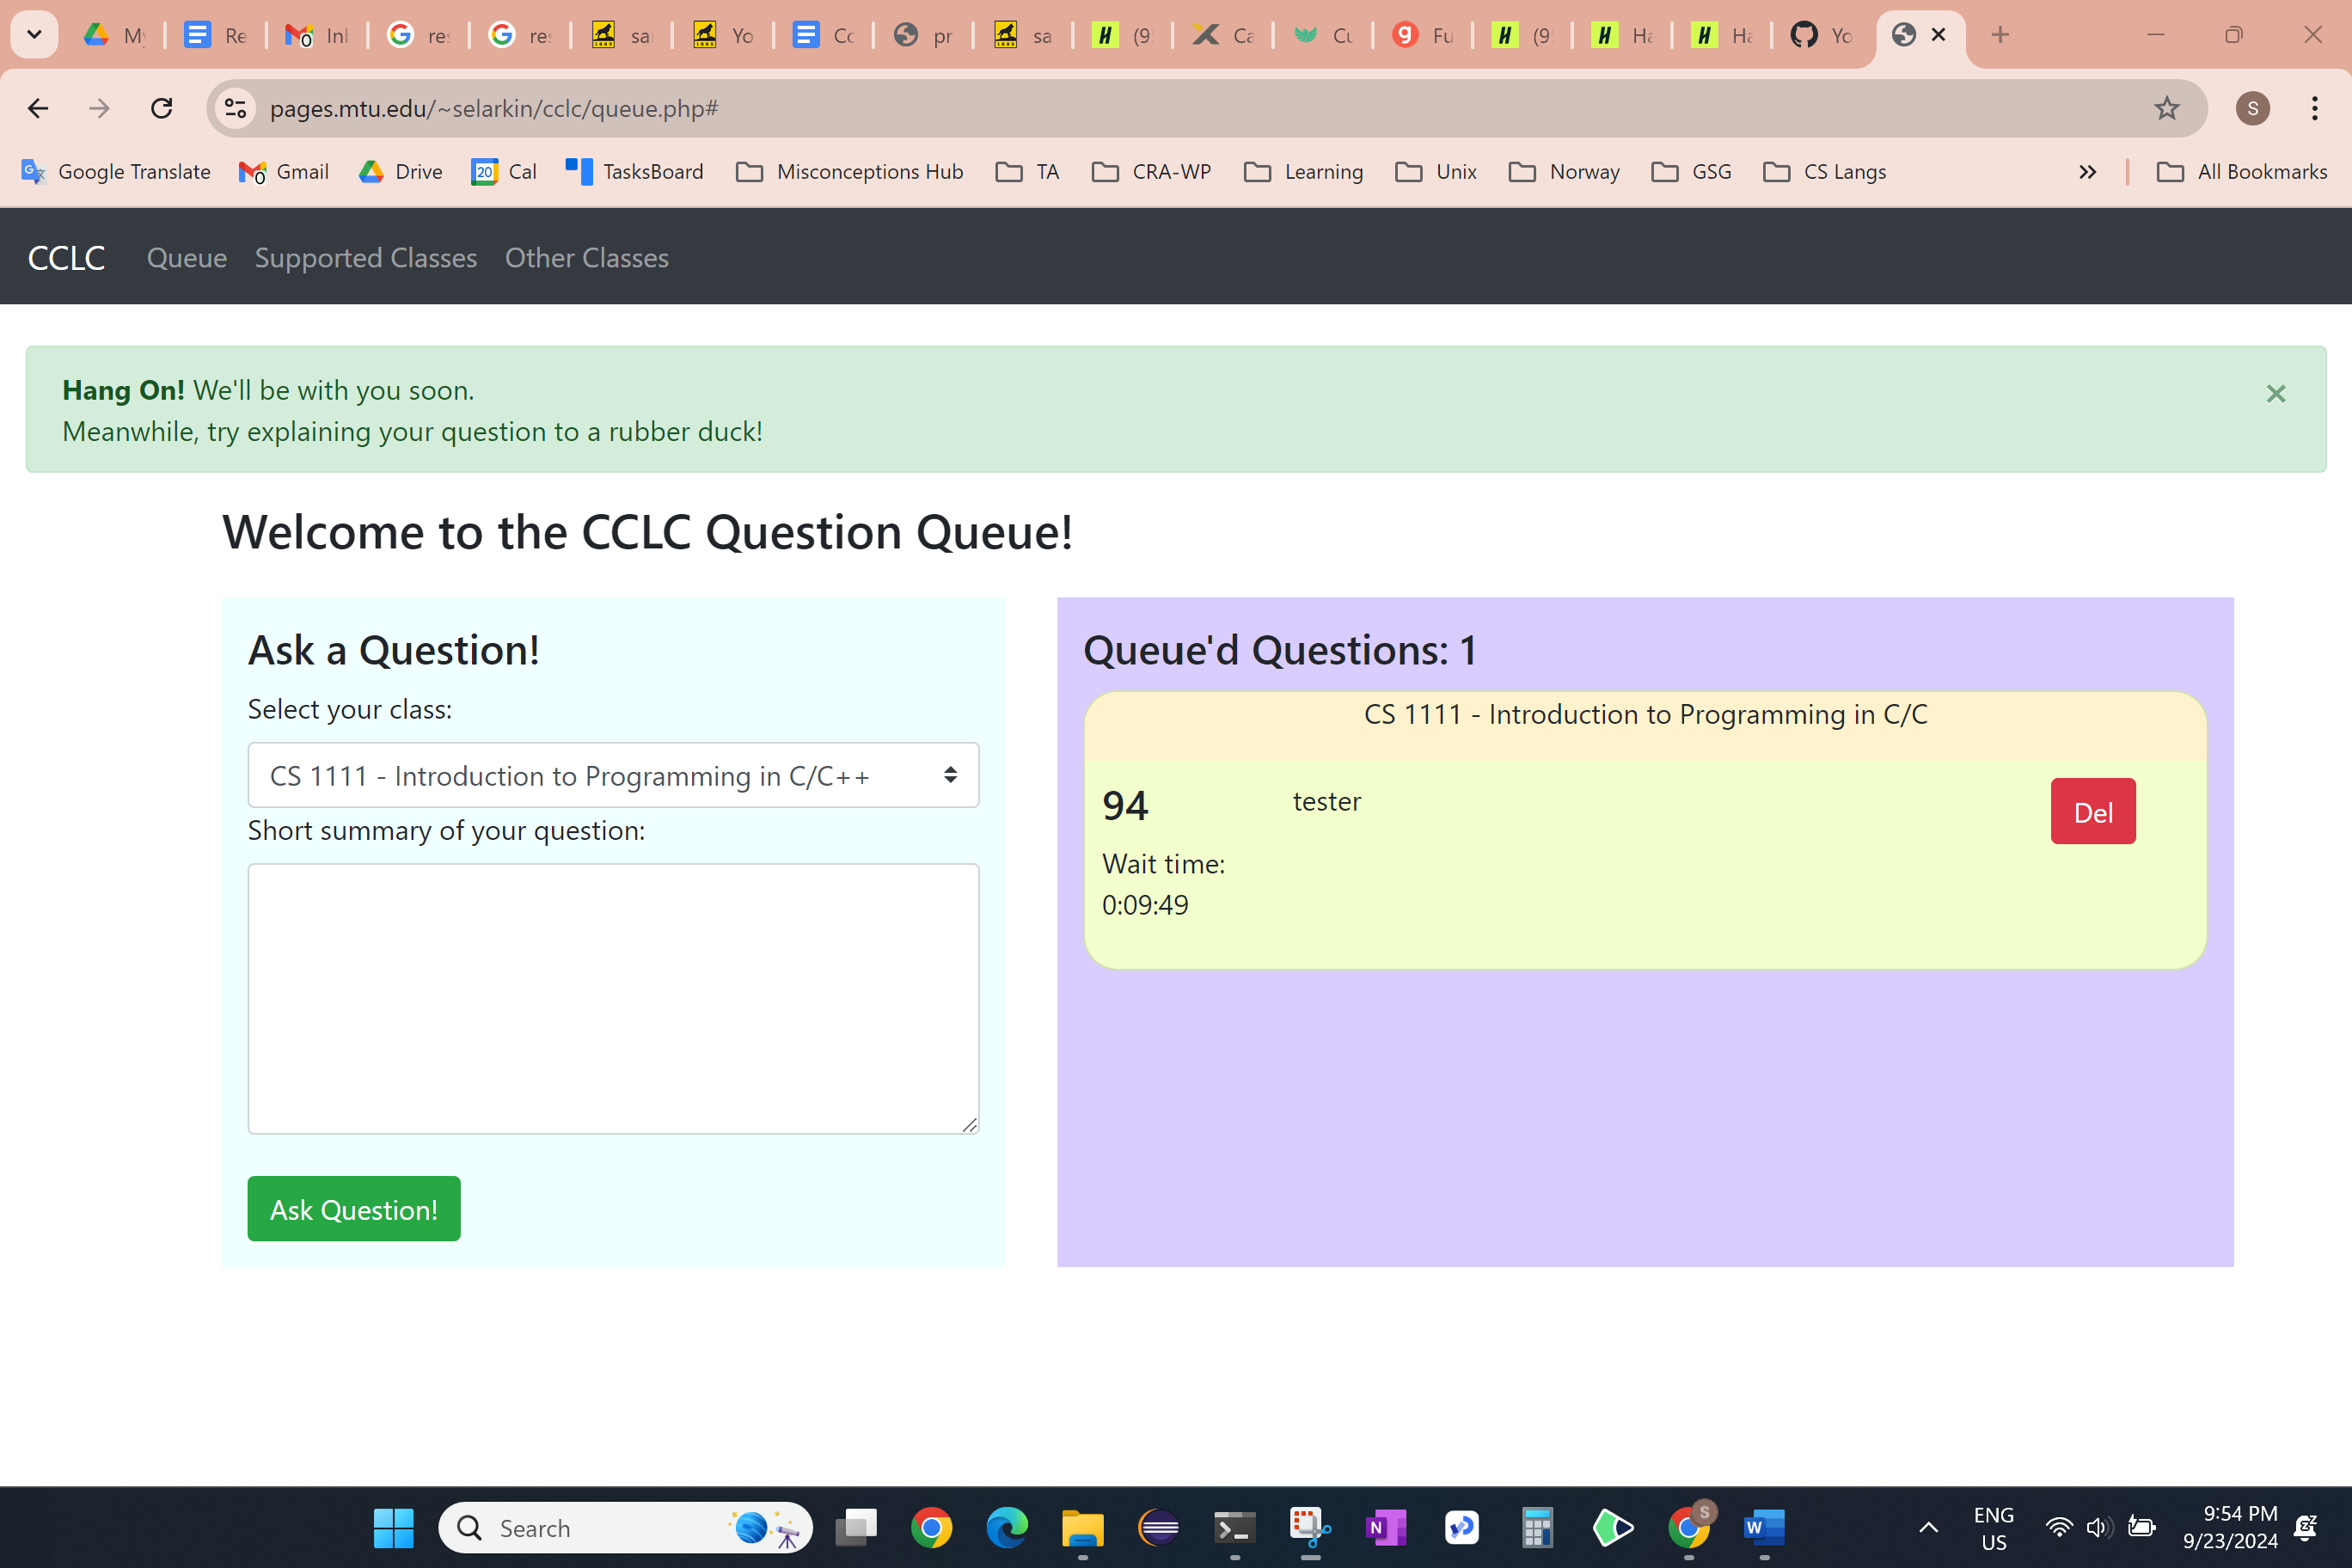 My
Re
Inl
re
re
sa
Yo
Co
pr
sa
(9
Ca
Cu
Fu
(9
Ha
Ha
Yo
pages.mtu.edu/~selarkin/cclc/queue.php#
S
Google Translate
Gmail
Drive
20
Cal
TasksBoard
Misconceptions Hub
TA
CRA-WP
Learning
Unix
Norway
GSG
CS Langs
All Bookmarks
CCLC
Queue
Supported Classes
Other Classes
Hang On! We'll be with you soon.
Meanwhile, try explaining your question to a rubber duck!
Welcome to the CCLC Question Queue!
Ask a Question!
Select your class:
CS 1111 - Introduction to Programming in C/C++
Short summary of your question:
Ask Question!
Queue'd Questions: 1
CS 1111 - Introduction to Programming in C/C
94
tester
Del
Wait time:
0:09:49
Search
ENG
US
9:54 PM
9/23/2024